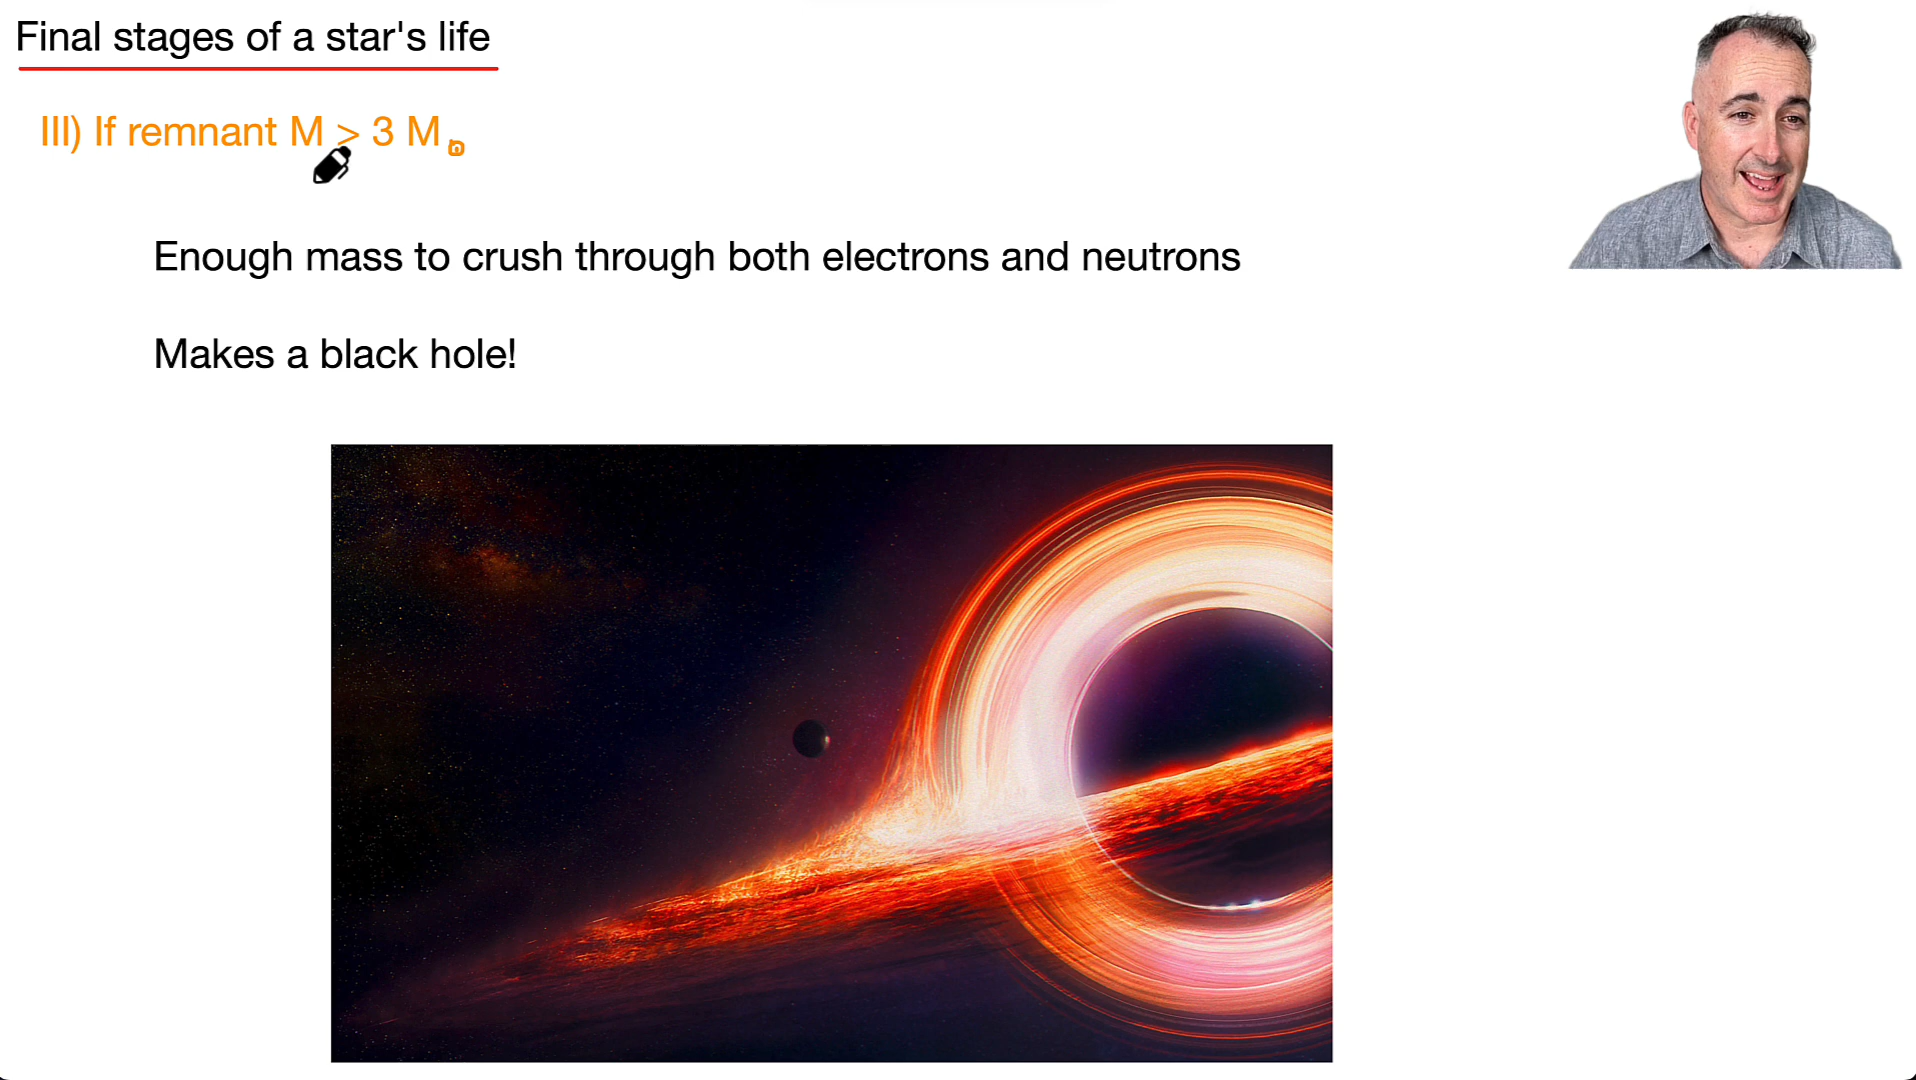 Final stages of a star's life
III) If remnant M > 3 M⊙
Enough mass to crush through both electrons and neutrons
Makes a black hole!